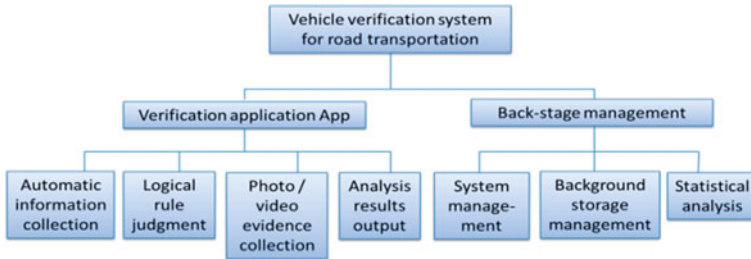 Vehicle verification system
for road transportation
Verification application App
Back-stage management
Automatic
information
collection
Logical
rule
judgment
Photo /
video
evidence
collection
Analysis
results
output
System
manage-
ment
Background
storage
management
Statistical
analysis